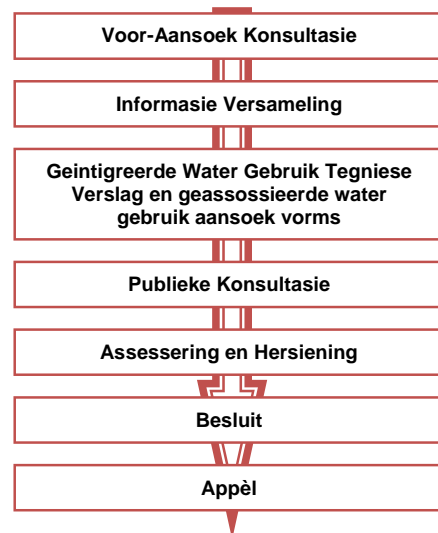 Voor-Aansoek Konsultasie
Informasie Versameling
Geintigreerde Water Gebruik Tegniese
Verslag en geassossieerde water
gebruik aansoek vorms
Publieke Konsultasie
Assessering en Hersiening
Besluit
Appèl